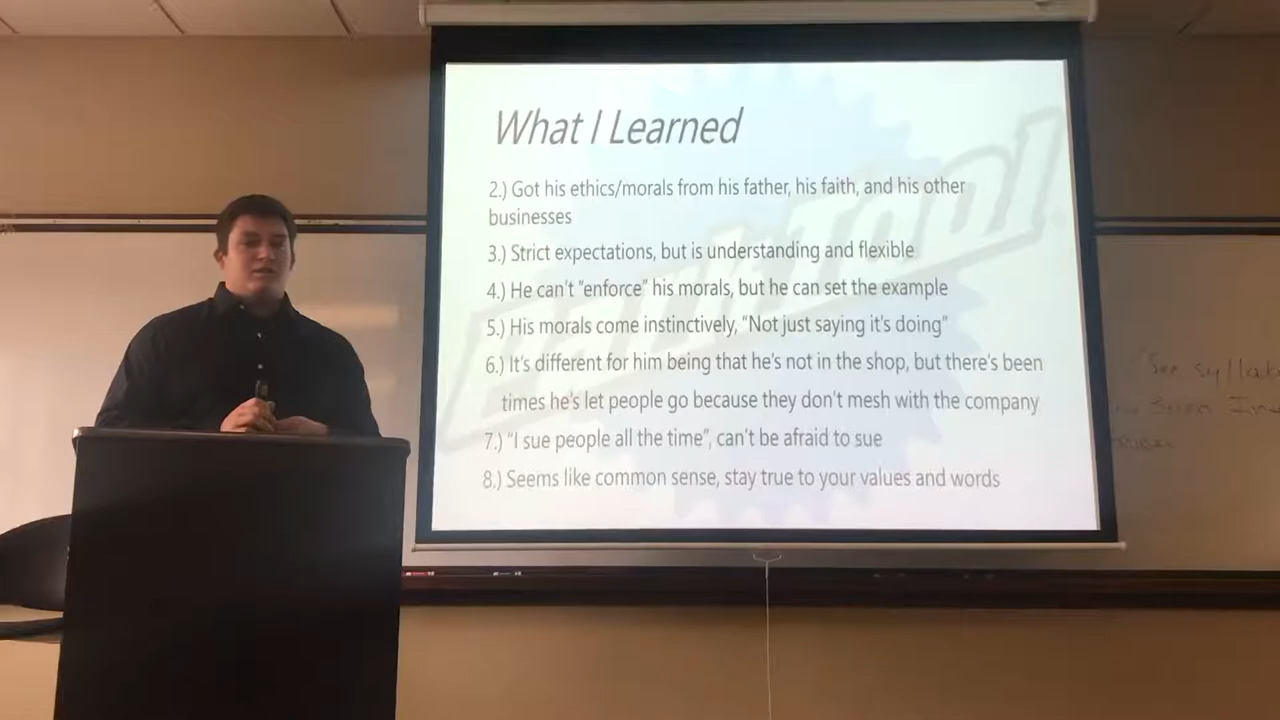 What I Learned
2.) Got his ethics/morals from his father, his faith, and his other
businesses
3.) Strict expectations, but is understanding and flexible
4.) He can't "enforce" his morals, but he can set the example
5.) His morals come instinctively, "Not just saying it's doing"
6.) It's different for him being that he's not in the shop, but there's been
times he's let people go because they don't mesh with the company
7.) "I sue people all the time", can't be afraid to sue
8.) Seems like common sense, stay true to your values and words
Park Tool
See syllab